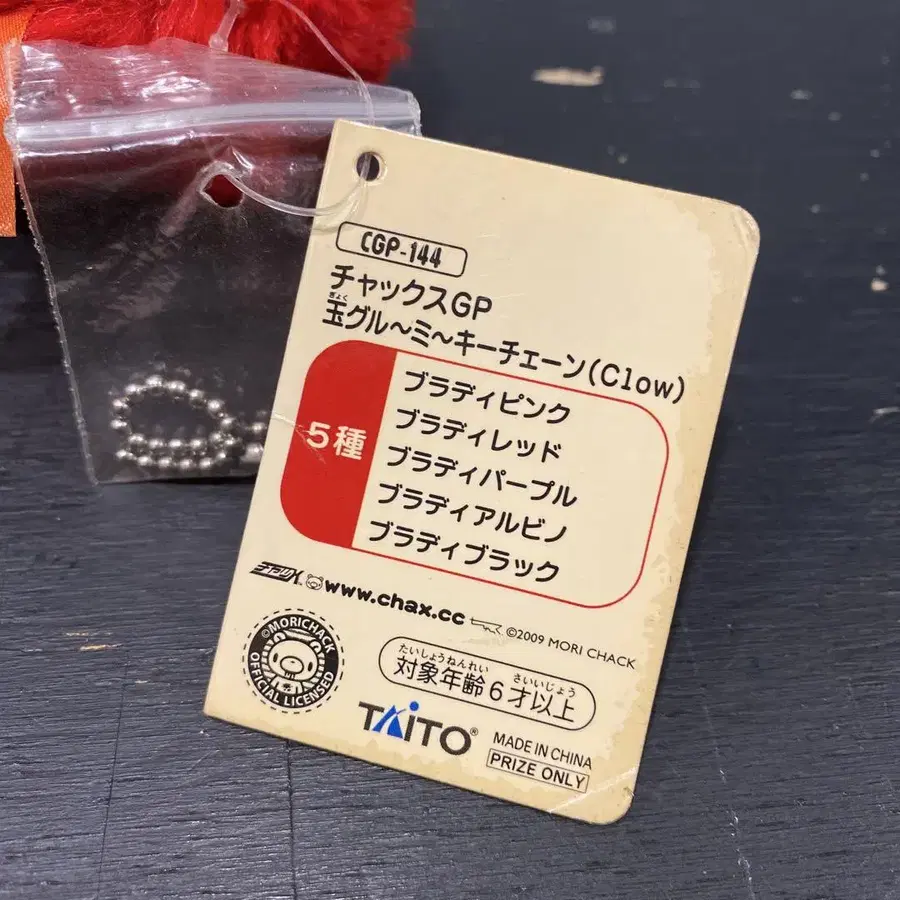 CGP-144
チャックスGP
ぎょく
玉グル～ミ～キーチェーン(Clow)
5種
ブラディピンク
ブラディレッド
ブラディパープル
ブラディアルビノ
ブラディブラック
チャックス www.chax.cc ©2009 MORI CHACK
©MORICHACK
OFFICIAL LICENSED
たいしょうねんれい さいいじょう
対象年齢6才以上
TAITO®
MADE IN CHINA
PRIZE ONLY